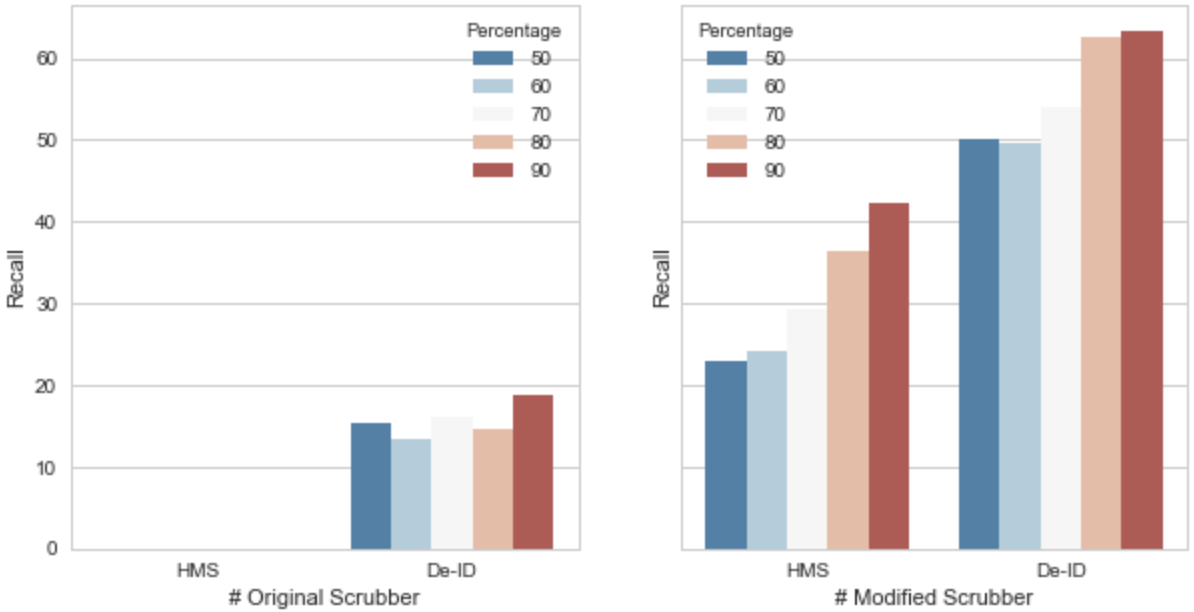 Percentage
50
60
70
80
90
60
50
40
30
20
10
0
Recall
HMS
De-ID
# Original Scrubber
Percentage
50
60
70
80
90
Recall
HMS
De-ID
# Modified Scrubber